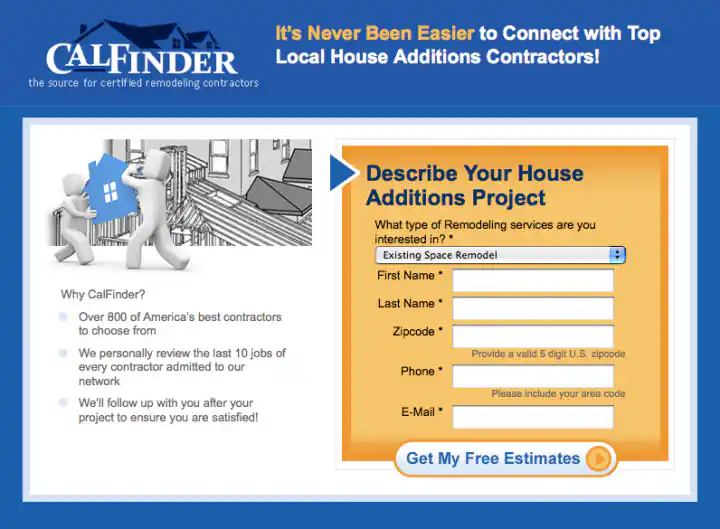 CALFINDER
the source for certified remodeling contractors
It's Never Been Easier to Connect with Top
Local House Additions Contractors!
Why CalFinder?
Over 800 of America's best contractors
to choose from
We personally review the last 10 jobs of
every contractor admitted to our
network
We'll follow up with you after your
project to ensure you are satisfied!
Describe Your House
Additions Project
What type of Remodeling services are you
interested in? *
Existing Space Remodel
First Name *
Last Name *
Zipcode *
Provide a valid 5 digit U.S. zipcode
Phone *
Please include your area code
E-Mail *
Get My Free Estimates